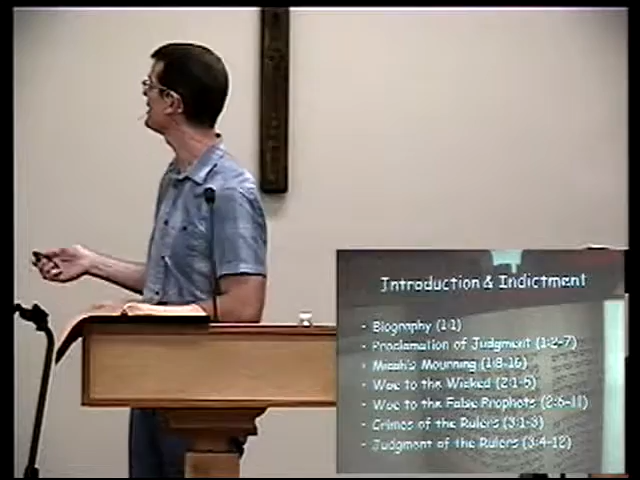 Introduction & Indictment
- Biography (1:1)
- Proclamation of Judgment (1:2-7)
- Micah's Mourning (1:8-16)
- Woe to the Wicked (2:1-5)
- Woe to the False Prophets (2:6-11)
- Crimes of the Rulers (3:1-3)
- Judgment of the Rulers (3:4-12)